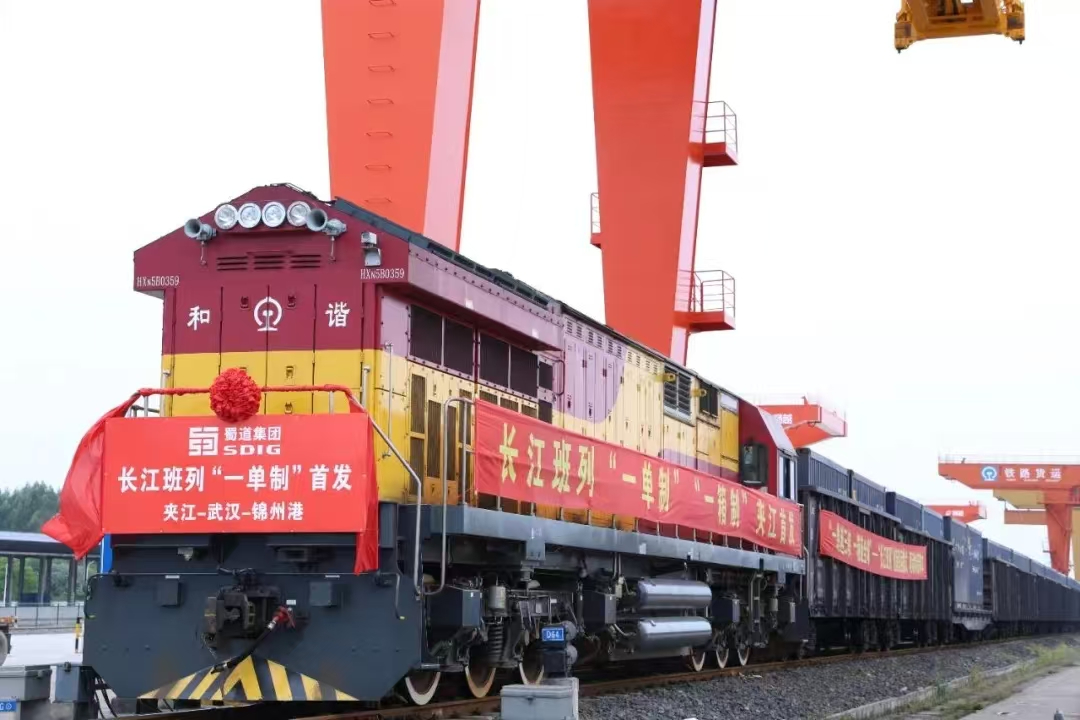 HXN5B0359
HXN5B0359
和 谐
蜀道集团
SDIG
长江班列“一单制”首发
夹江-武汉-锦州港
长江班列 “一单制” “一箱制” 夹江首发
D64
铁路货运